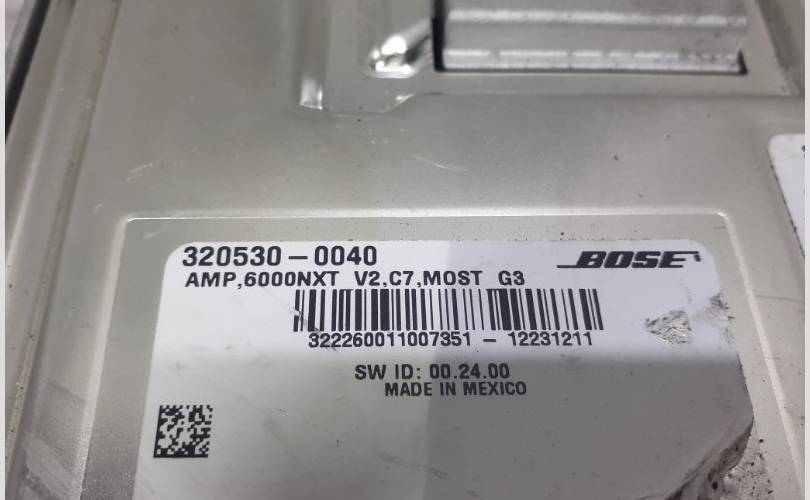 320530-0040 BOSE
AMP,6000NXT V2,C7,MOST G3
322260011007351 - 12231211
SW ID: 00.24.00
MADE IN MEXICO